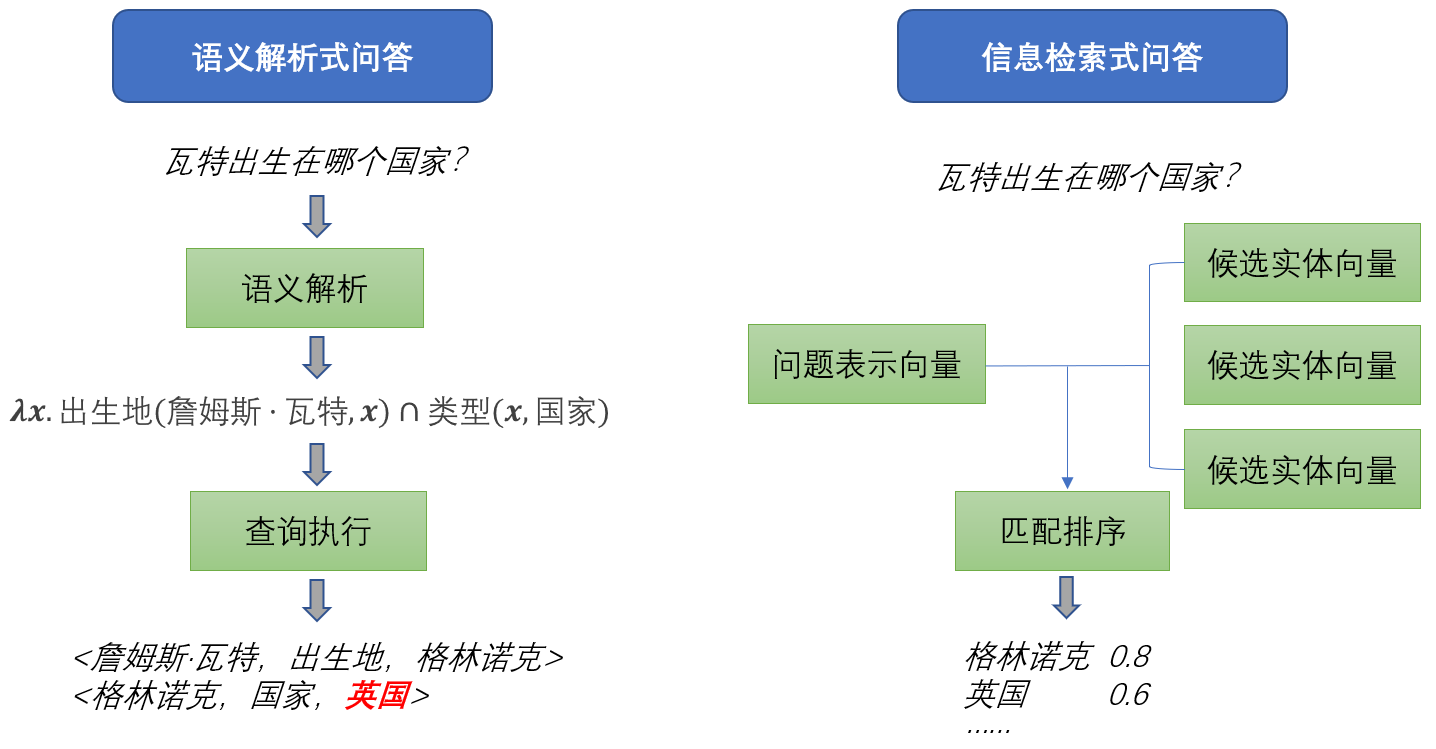 语义解析式问答
瓦特出生在哪个国家？
语义解析
λx.出生地(詹姆斯·瓦特, x) ∩ 类型(x, 国家)
查询执行
<詹姆斯·瓦特，出生地，格林诺克>
<格林诺克，国家，英国>
信息检索式问答
瓦特出生在哪个国家？
候选实体向量
问题表示向量
候选实体向量
候选实体向量
匹配排序
格林诺克 0.8
英国 0.6
......